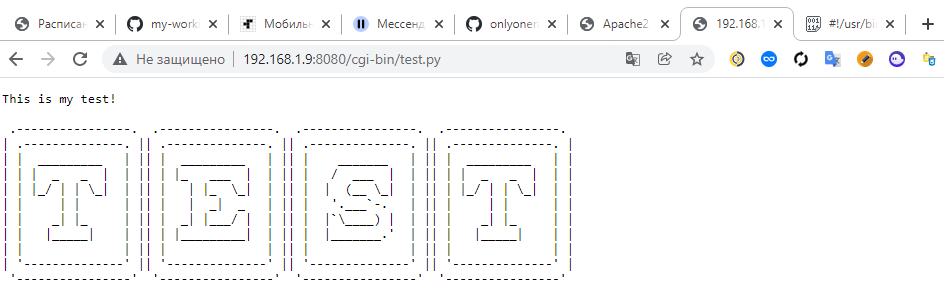 Расписан
my-work
Мобильн
Мессенд
onlyoner
Apache2
192.168.1
#!/usr/bi
Не защищено
192.168.1.9:8080/cgi-bin/test.py
This is my test!
TEST